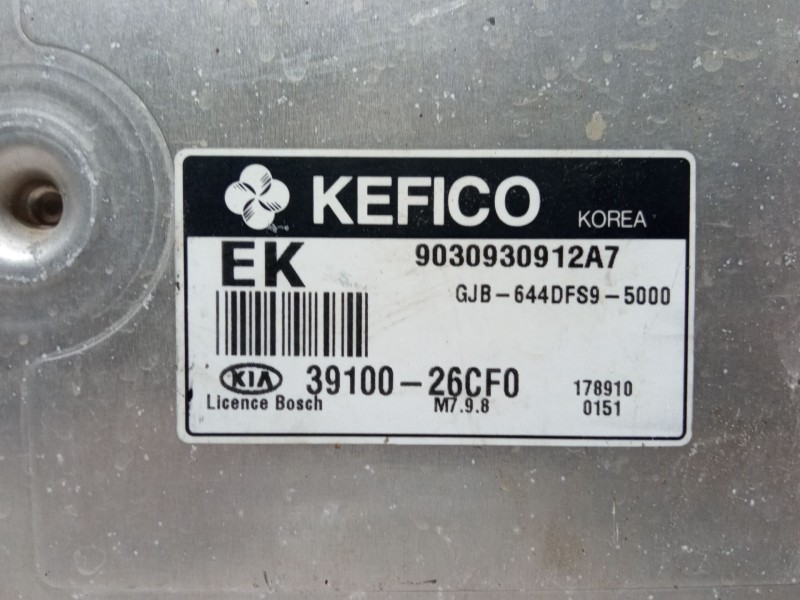 KEFICO KOREA
EK 9030930912A7
GJB-644DFS9-5000
KIA 39100-26CF0 178910
Licence Bosch M7.9.8 0151